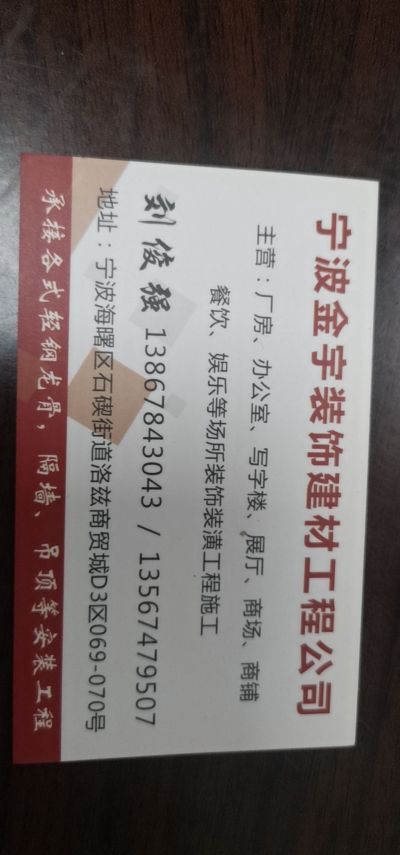 宁波金宇装饰建材工程公司
主营：厂房、办公室、写字楼、展厅、商场、商铺
餐饮、娱乐等场所装饰装潢工程施工
刘俊强 13867843043 / 13567479507
地址：宁波海曙区石碶街道洛兹商贸城D3区069-070号
承接各式轻钢龙骨，隔墙、吊顶等安装工程